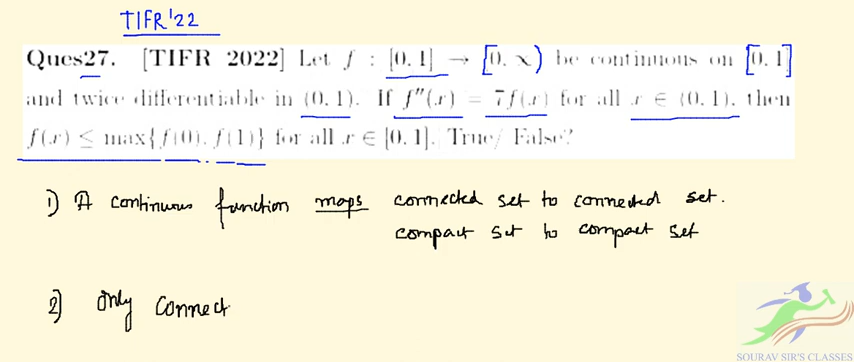 TIFR'22
Ques27. [TIFR 2022] Let f : [0, 1] → [0, ∞) be continuous on [0, 1]
and twice differentiable in (0, 1). If f''(x) = 7f(x) for all x ∈ (0, 1), then
f(x) ≤ max{f(0), f(1)} for all x ∈ [0, 1]. True/ False?
1) A continuous function maps connected set to connected set.
compact set to compact set
2) only connect
SOURAV SIR'S CLASSES